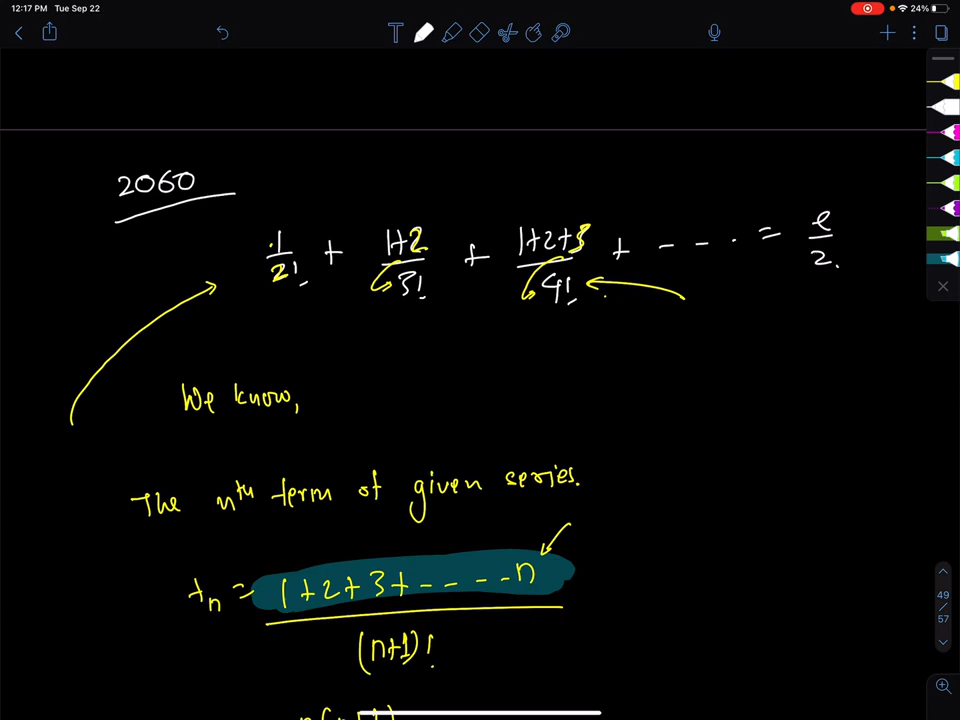 12:17 PM Tue Sep 22
24%
2060
1/2! + 1+2/3! + 1+2+3/4! + - - - . = e/2.
We know,
The nth term of given series.
tn = 1+2+3+ - - - - n
(n+1)!
49
/
57